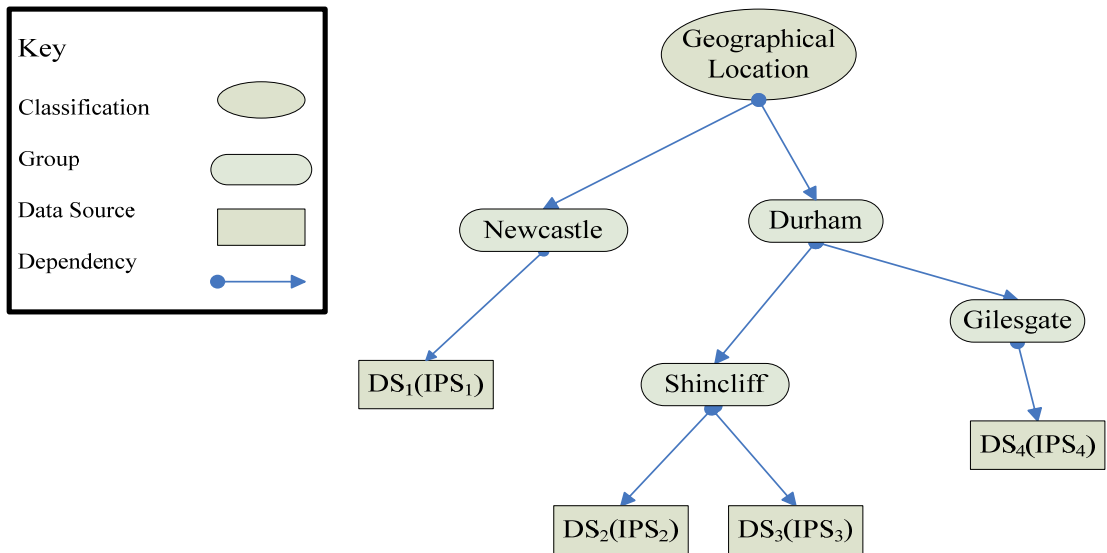 Key
Classification
Group
Data Source
Dependency
Geographical
Location
Newcastle
Durham
Gilesgate
Shincliff
DS₁(IPS₁)
DS₄(IPS₄)
DS₂(IPS₂)
DS₃(IPS₃)